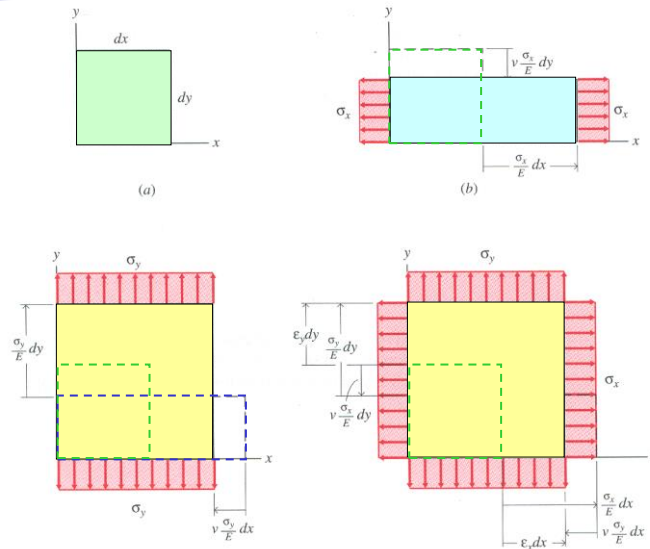 y
dx
dy
x
(a)
y
ν σx/E dy
σx
σx
x
σx/E dx
(b)
y
σy
σy/E dy
x
σy
ν σy/E dx
y
σy
εy dy
σy/E dy
ν σx/E dy
σx
σx/E dx
ν σy/E dx
εx dx